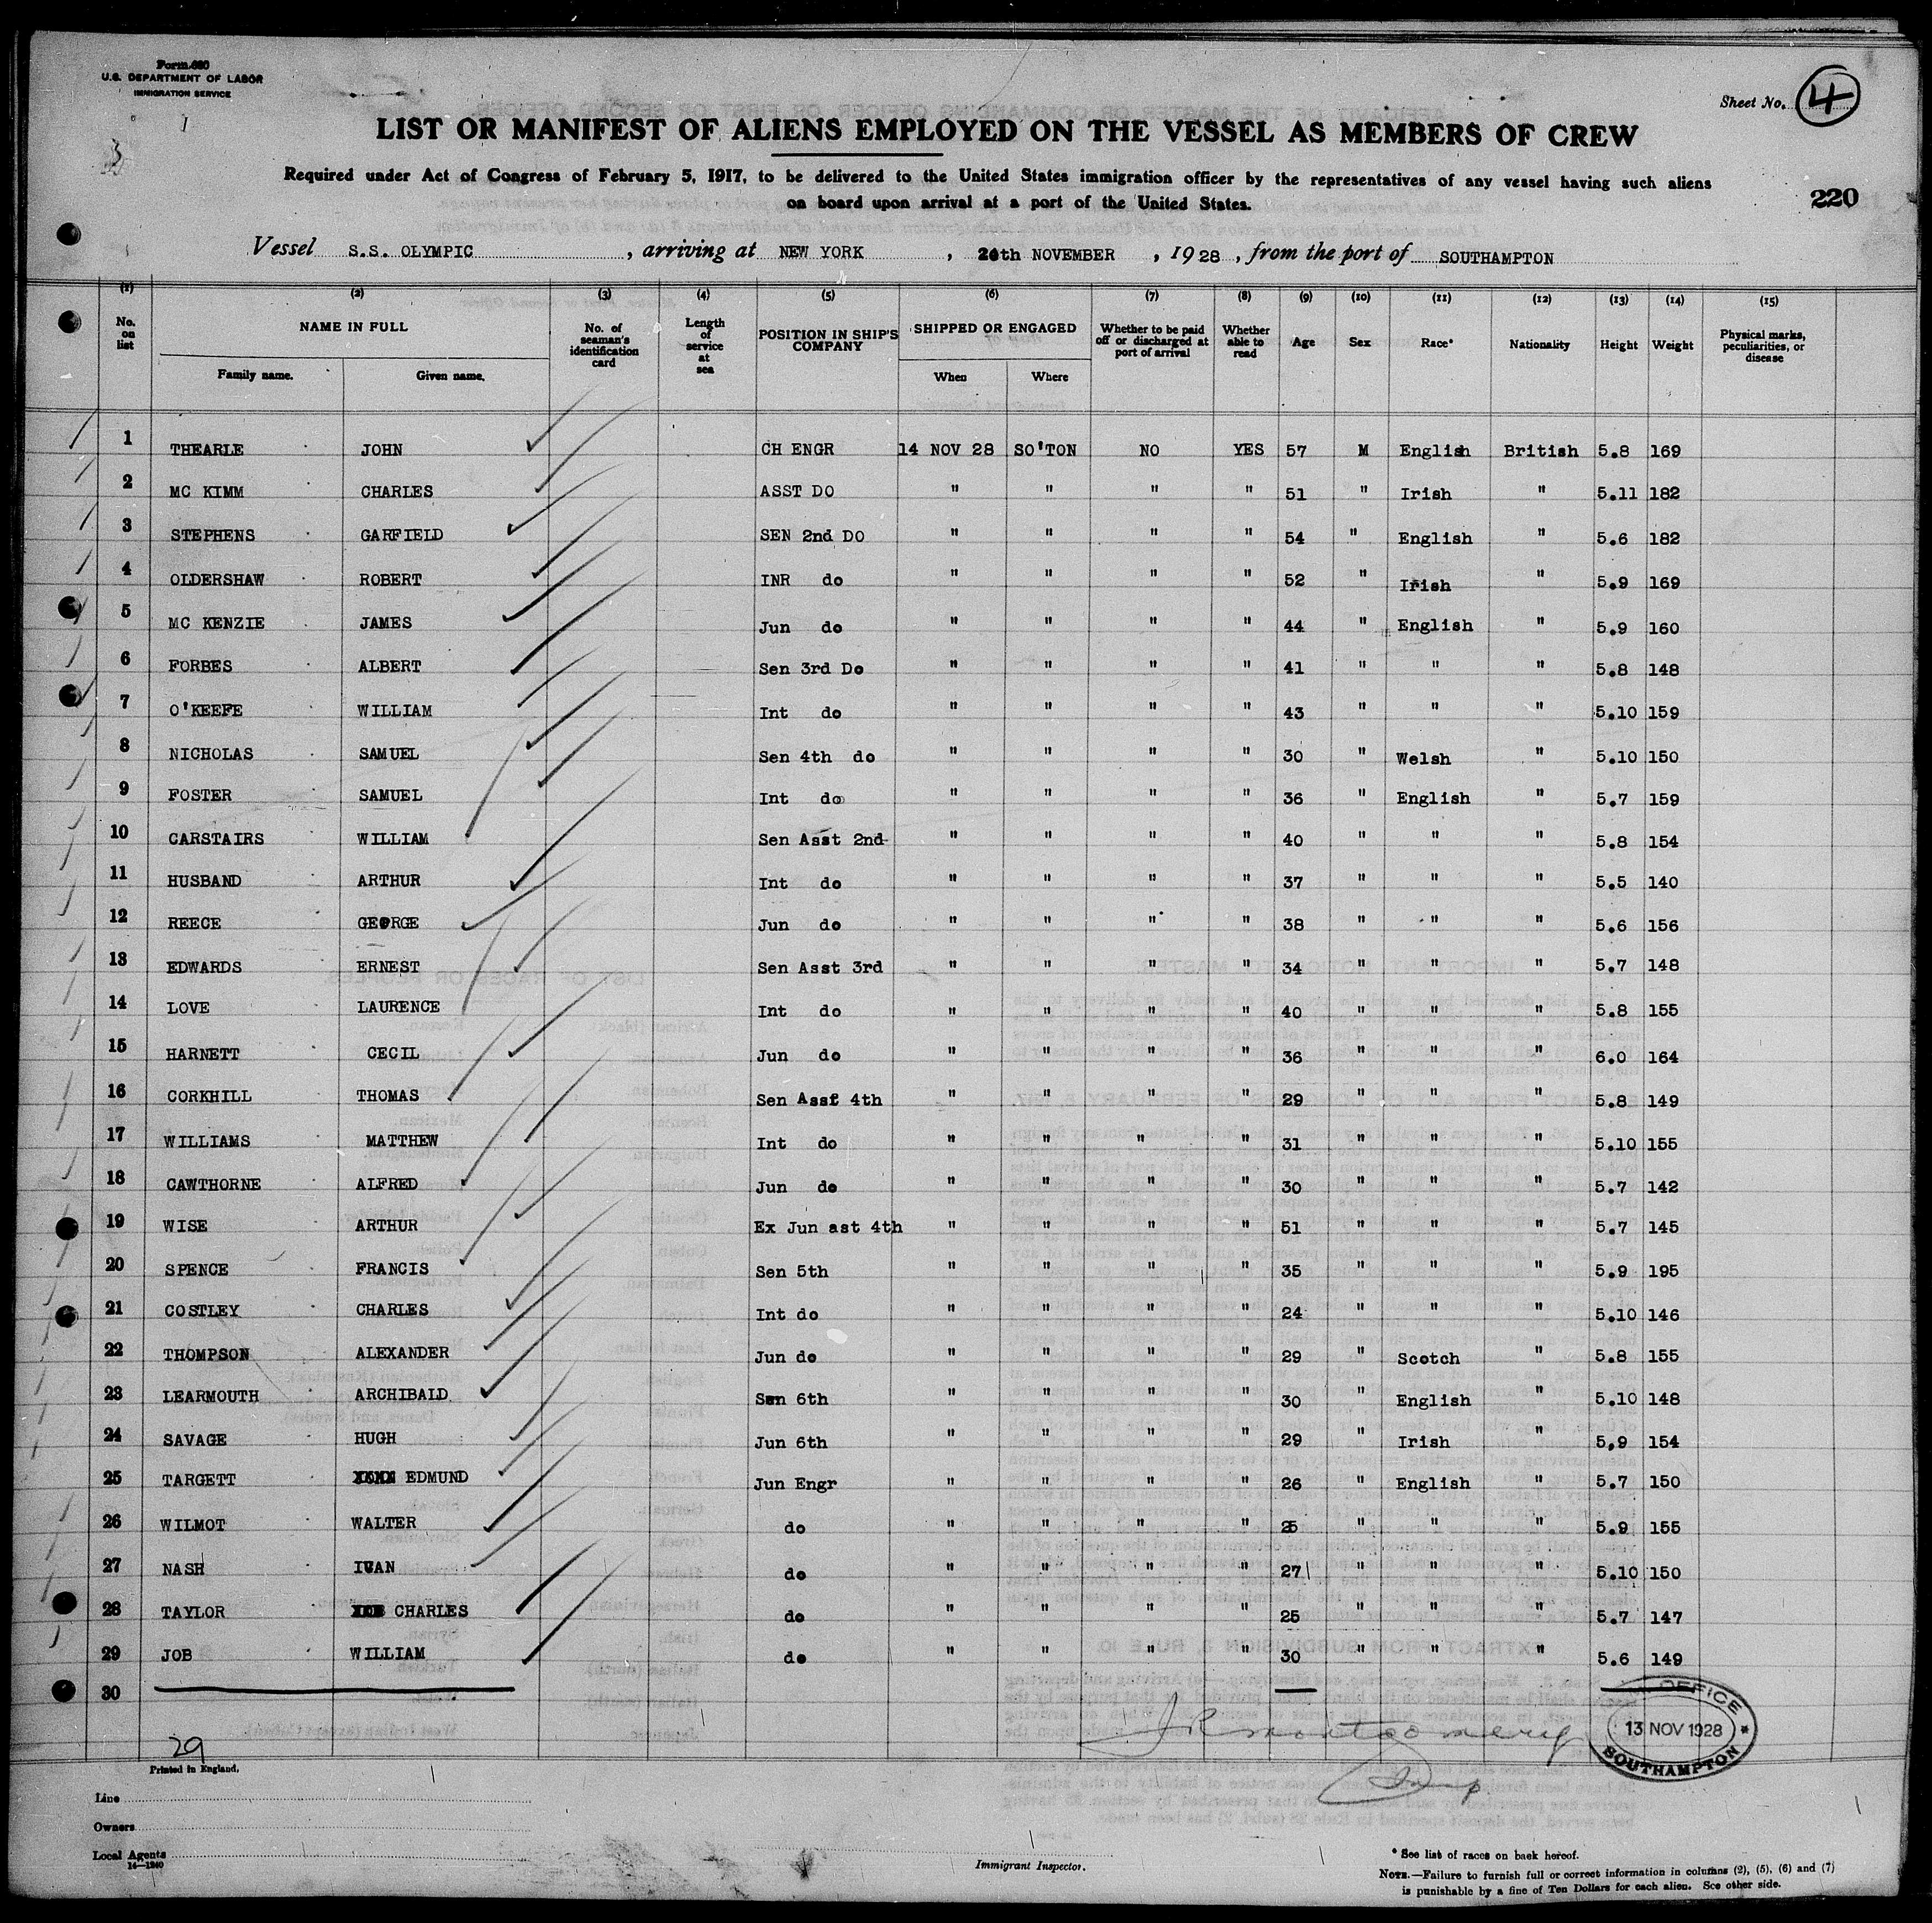 Form 680
U.S. DEPARTMENT OF LABOR
IMMIGRATION SERVICE
Sheet No. 4
LIST OR MANIFEST OF ALIENS EMPLOYED ON THE VESSEL AS MEMBERS OF CREW
Required under Act of Congress of February 5, 1917, to be delivered to the United States immigration officer by the representatives of any vessel having such aliens
on board upon arrival at a port of the United States.
220
Vessel S.S. OLYMPIC, arriving at NEW YORK, 20th NOVEMBER, 1928, from the port of SOUTHAMPTON
(1) (2) (3) (4) (5) (6) (7) (8) (9) (10) (11) (12) (13) (14) (15)
No. on list NAME IN FULL Family name. Given name. No. of seaman's identification card Length of service at sea POSITION IN SHIP'S COMPANY SHIPPED OR ENGAGED When Where Whether to be paid off or discharged at port of arrival Whether able to read Age Sex Race* Nationality Height Weight Physical marks, peculiarities, or disease
1 THEARLE JOHN CH ENGR 14 NOV 28 SO'TON NO YES 57 M English British 5.8 169
2 MC KIMM CHARLES ASST DO " " " " 51 " Irish " 5.11 182
3 STEPHENS GARFIELD SEN 2nd DO " " " " 54 " English " 5.6 182
4 OLDERSHAW ROBERT INR do " " " " 52 " Irish " 5.9 169
5 MC KENZIE JAMES Jun do " " " " 44 " English " 5.9 160
6 FORBES ALBERT Sen 3rd Do " " " " 41 " " " 5.8 148
7 O'KEEFE WILLIAM Int do " " " " 43 " " " 5.10 159
8 NICHOLAS SAMUEL Sen 4th do " " " " 30 " Welsh " 5.10 150
9 FOSTER SAMUEL Int do " " " " 36 " English " 5.7 159
10 CARSTAIRS WILLIAM Sen Asst 2nd " " " " 40 " " " 5.8 154
11 HUSBAND ARTHUR Int do " " " " 37 " " " 5.5 140
12 REECE GEORGE Jun do " " " " 38 " " " 5.6 156
13 EDWARDS ERNEST Sen Asst 3rd " " " " 34 " " " 5.7 148
14 LOVE LAURENCE Int do " " " " 40 " " " 5.8 155
15 HARNETT CECIL Jun do " " " " 36 " " " 6.0 164
16 CORKHILL THOMAS Sen Asst 4th " " " " 29 " " " 5.8 149
17 WILLIAMS MATTHEW Int do " " " " 31 " " " 5.10 155
18 CAWTHORNE ALFRED Jun do " " " " 30 " " " 5.7 142
19 WISE ARTHUR Ex Jun ast 4th " " " " 51 " " " 5.7 145
20 SPENCE FRANCIS Sen 5th " " " " 35 " " " 5.9 195
21 COSTLEY CHARLES Int do " " " " 24 " " " 5.10 146
22 THOMPSON ALEXANDER Jun do " " " " 29 " Scotch " 5.8 155
23 LEARMOUTH ARCHIBALD Sen 6th " " " " 30 " English " 5.10 148
24 SAVAGE HUGH Jun 6th " " " " 29 " Irish " 5.9 154
25 TARGETT EDMUND Jun Engr " " " " 26 " English " 5.7 150
26 WILMOT WALTER do " " " " 25 " " " 5.9 155
27 NASH IVAN do " " " " 27 " " " 5.10 150
28 TAYLOR CHARLES do " " " " 25 " " " 5.7 147
29 JOB WILLIAM do " " " " 30 " " " 5.6 149
30
29
OFFICE
13 NOV 1928
SOUTHAMPTON
Printed in England.
Line
Owners
Local Agents
14—1240
Immigrant Inspector.
* See list of races on back hereof.
NOTE.—Failure to furnish full or correct information in columns (2), (5), (6) and (7)
is punishable by a fine of Ten Dollars for each alien. See other side.